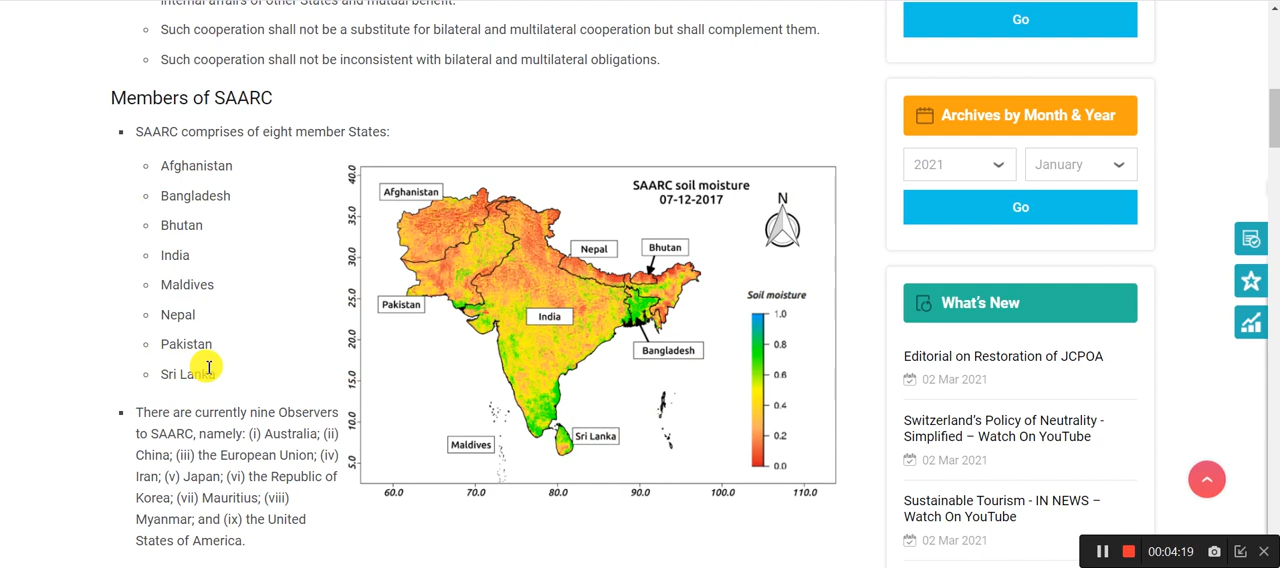 internal affairs of other States and mutual benefit.
Such cooperation shall not be a substitute for bilateral and multilateral cooperation but shall complement them.
Such cooperation shall not be inconsistent with bilateral and multilateral obligations.
Members of SAARC
SAARC comprises of eight member States:
Afghanistan
Bangladesh
Bhutan
India
Maldives
Nepal
Pakistan
Sri Lanka
There are currently nine Observers
to SAARC, namely: (i) Australia; (ii)
China; (iii) the European Union; (iv)
Iran; (v) Japan; (vi) the Republic of
Korea; (vii) Mauritius; (viii)
Myanmar; and (ix) the United
States of America.
SAARC soil moisture
07-12-2017
N
Afghanistan
Nepal
Bhutan
Pakistan
India
Bangladesh
Maldives
Sri Lanka
Soil moisture
1.0
0.8
0.6
0.4
0.2
0.0
40.0
35.0
30.0
25.0
20.0
15.0
10.0
5.0
60.0 70.0 80.0 90.0 100.0 110.0
Go
Archives by Month & Year
2021 January
Go
What's New
Editorial on Restoration of JCPOA
02 Mar 2021
Switzerland's Policy of Neutrality -
Simplified – Watch On YouTube
02 Mar 2021
Sustainable Tourism - IN NEWS –
Watch On YouTube
02 Mar 2021
00:04:19